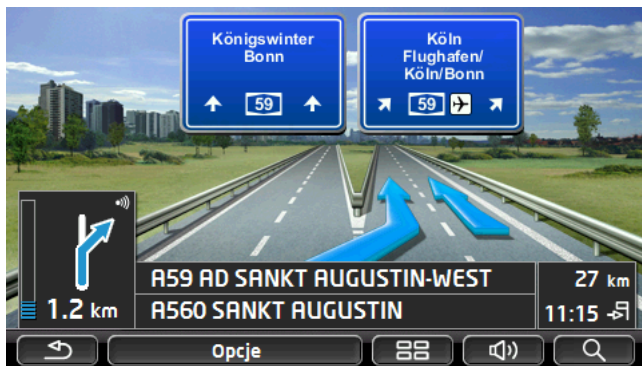 Königswinter
Bonn
59
Köln
Flughafen/
Köln/Bonn
59
A59 AD SANKT AUGUSTIN-WEST
27 km
1.2 km
A560 SANKT AUGUSTIN
11:15
Opcje